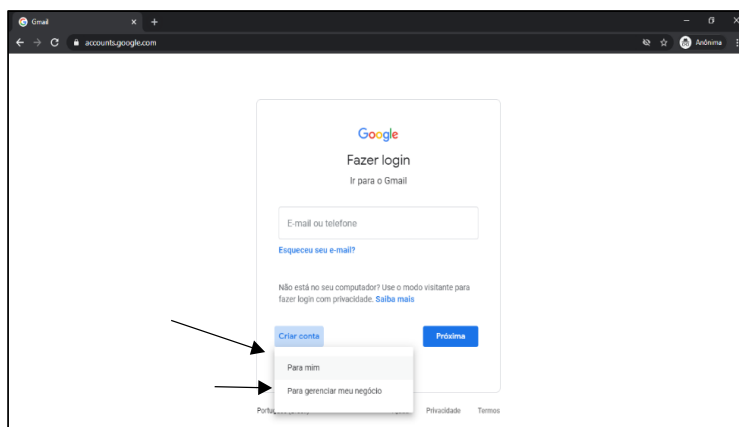 Gmail
accounts.google.com
Anônima
Google
Fazer login
Ir para o Gmail
E-mail ou telefone
Esqueceu seu e-mail?
Não está no seu computador? Use o modo visitante para
fazer login com privacidade. Saiba mais
Criar conta
Próxima
Para mim
Para gerenciar meu negócio
Privacidade
Termos